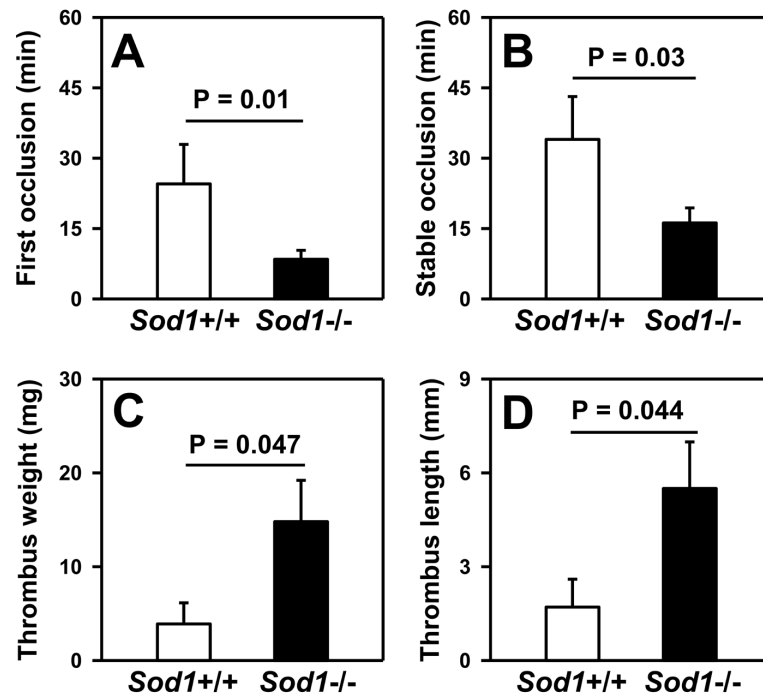 A
First occlusion (min)
60
45
30
15
0
P = 0.01
Sod1+/+ Sod1-/-
B
Stable occlusion (min)
60
45
30
15
0
P = 0.03
Sod1+/+ Sod1-/-
C
Thrombus weight (mg)
30
20
10
0
P = 0.047
Sod1+/+ Sod1-/-
D
Thrombus length (mm)
9
6
3
0
P = 0.044
Sod1+/+ Sod1-/-